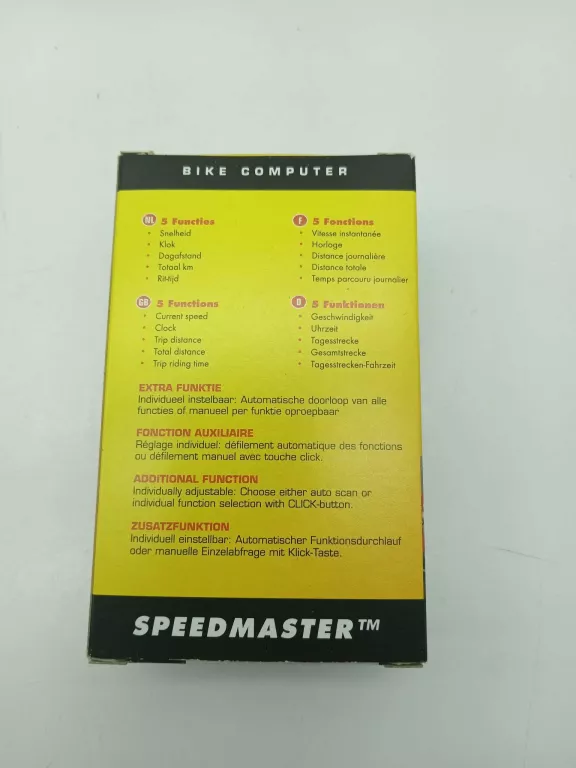 BIKE COMPUTER
NL 5 Functies
Snelheid
Klok
Dagafstand
Totaal km
Rit-tijd
F 5 Fonctions
Vitesse instantanée
Horloge
Distance journalière
Distance totale
Temps parcouru journalier
GB 5 Functions
Current speed
Clock
Trip distance
Total distance
Trip riding time
D 5 Funktionen
Geschwindigkeit
Uhrzeit
Tagesstrecke
Gesamtstrecke
Tagesstrecken-Fahrzeit
EXTRA FUNKTIE
Individueel instelbaar: Automatische doorloop van alle
functies of manueel per funktie oproepbaar
FONCTION AUXILIAIRE
Réglage individuel: défilement automatique des fonctions
ou défilement manuel avec touche click.
ADDITIONAL FUNCTION
Individually adjustable: Choose either auto scan or
individual function selection with CLICK-button.
ZUSATZFUNKTION
Individuell einstellbar: Automatischer Funktionsdurchlauf
oder manuelle Einzelabfrage mit Klick-Taste.
SPEEDMASTER™